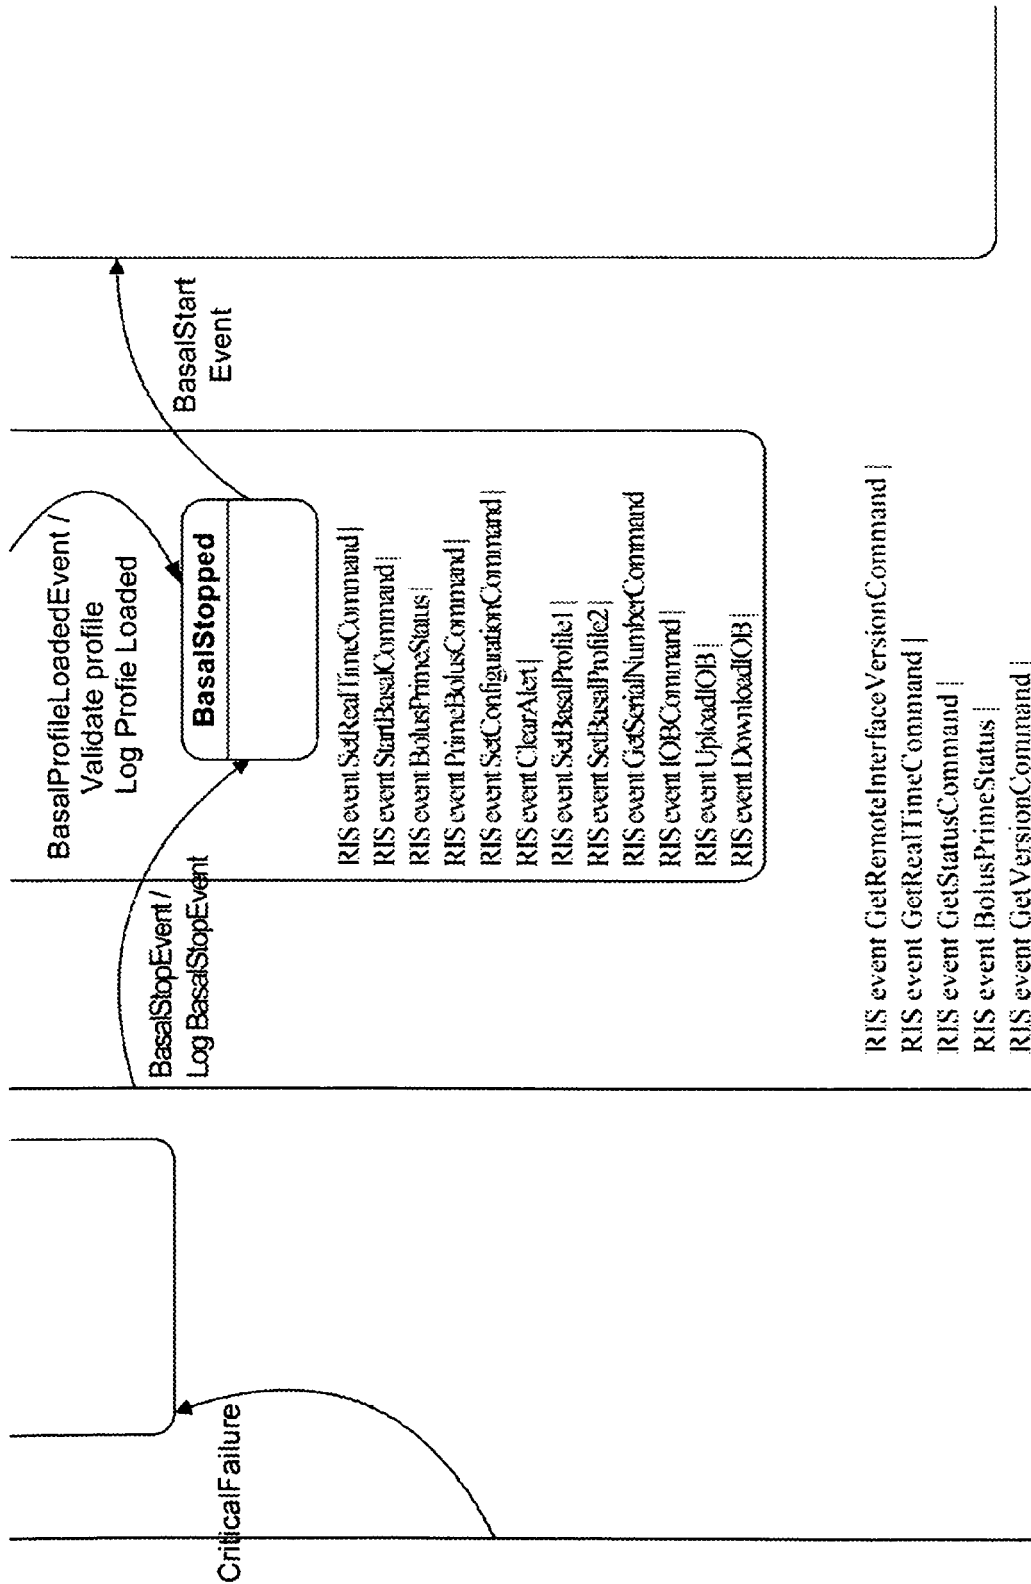 CriticalFailure
BasalStopEvent /
Log BasalStopEvent
BasalProfileLoadedEvent /
Validate profile
Log Profie Loaded
BasalStopped
BasalStart
Event
RIS event SetRealTimeCommand |
RIS event StartBasalCommand |
RIS event BolusPrimeStatus |
RIS event PrimeBolusCommand |
RIS event SetConfigurationCommand |
RIS event ClearAlert |
RIS event SetBasalProfile1 |
RIS event SetBasalProfile2 |
RIS event GetSerialNumberCommand
RIS event IOBCommand |
RIS event UploadIOB |
RIS event DownloadIOB |
RIS event GetRemoteInterfaceVersionCommand |
RIS event GetRealTimeCommand |
RIS event GetStatusCommand |
RIS event BolusPrimeStatus |
RIS event GetVersionCommand |